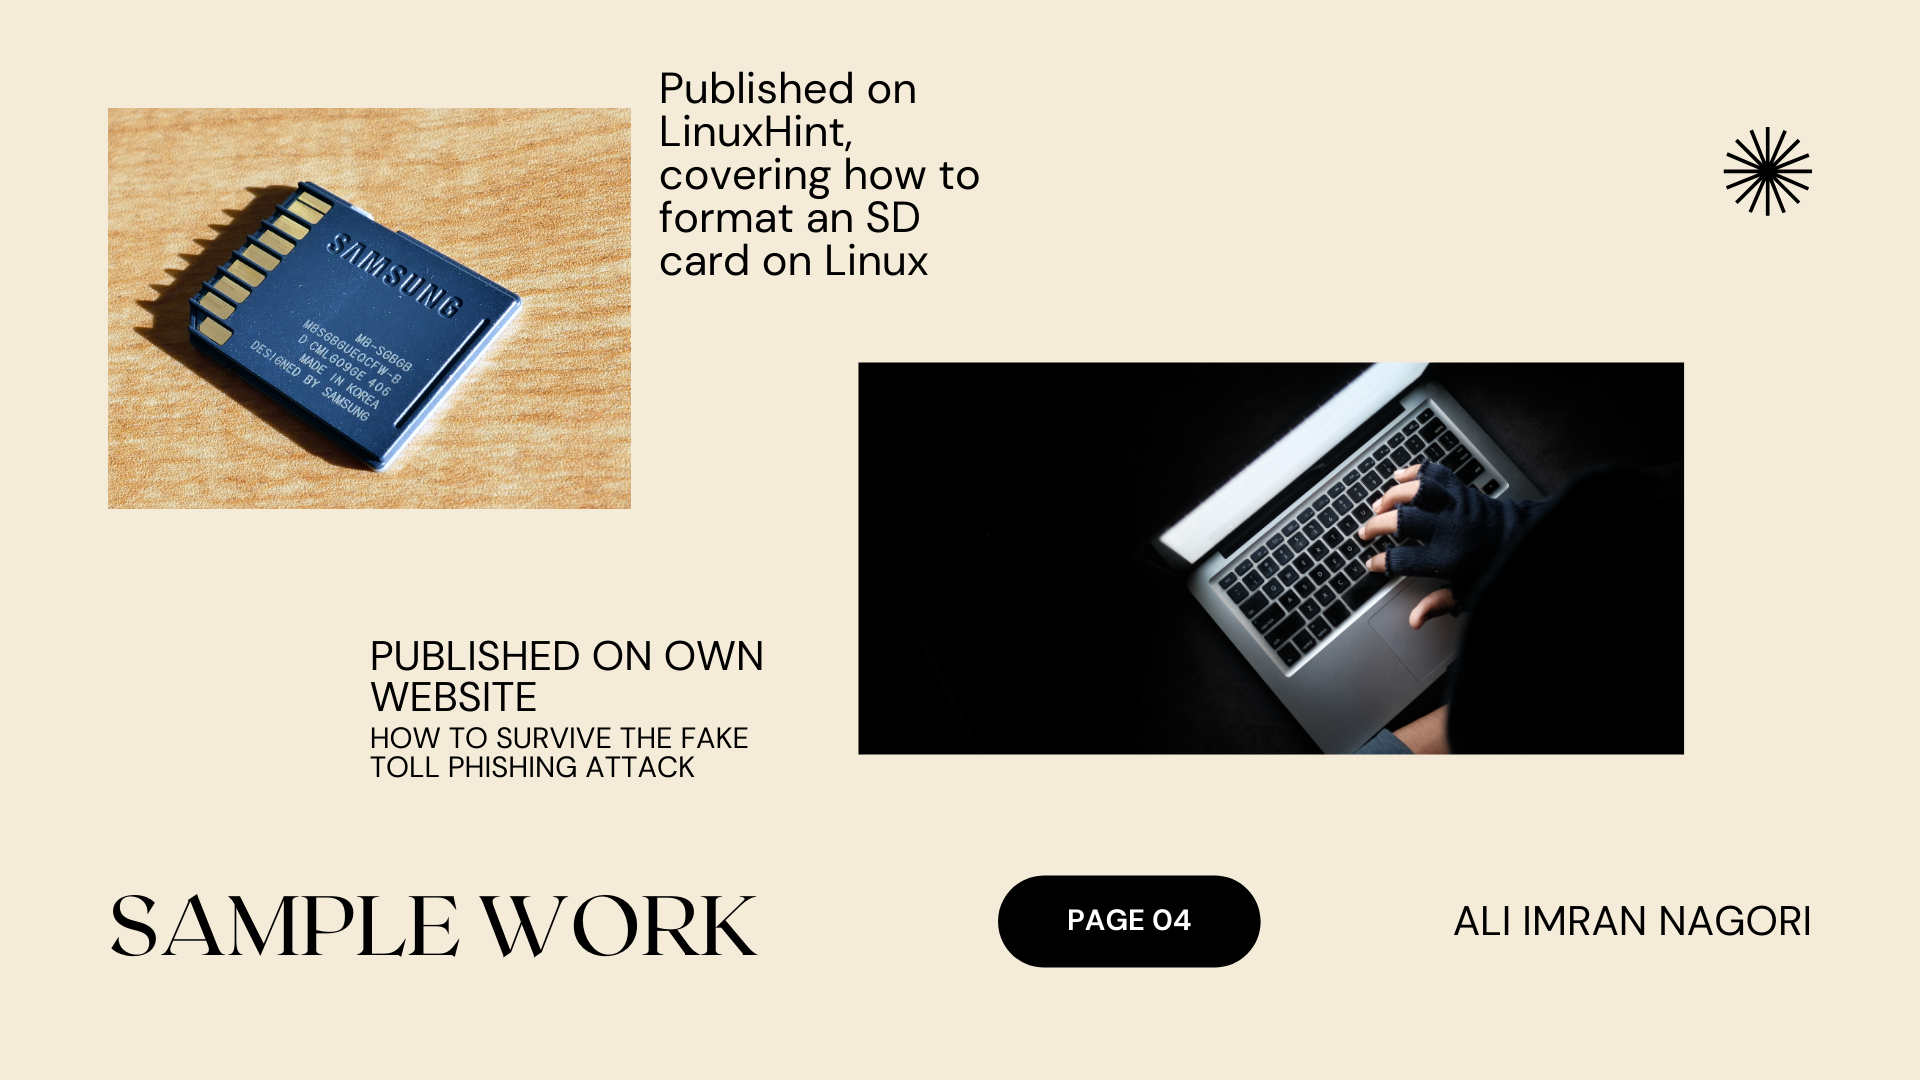 Published on
LinuxHint,
covering how to
format an SD
card on Linux
SAMSUNG
MB-SGBGB
MBSGBGUEQCFW-B
D CMLG09GE 406
MADE IN KOREA
DESIGNED BY SAMSUNG
PUBLISHED ON OWN
WEBSITE
HOW TO SURVIVE THE FAKE
TOLL PHISHING ATTACK
SAMPLE WORK
PAGE 04
ALI IMRAN NAGORI